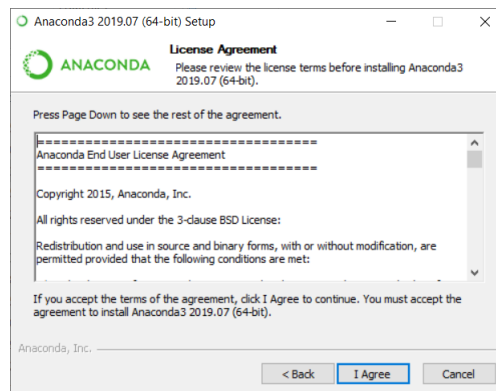 Anaconda3 2019.07 (64-bit) Setup
ANACONDA
License Agreement
Please review the license terms before installing Anaconda3
2019.07 (64-bit).
Press Page Down to see the rest of the agreement.
====================================
Anaconda End User License Agreement
====================================
Copyright 2015, Anaconda, Inc.
All rights reserved under the 3-clause BSD License:
Redistribution and use in source and binary forms, with or without modification, are
permitted provided that the following conditions are met:
If you accept the terms of the agreement, click I Agree to continue. You must accept the
agreement to install Anaconda3 2019.07 (64-bit).
Anaconda, Inc.
< Back
I Agree
Cancel